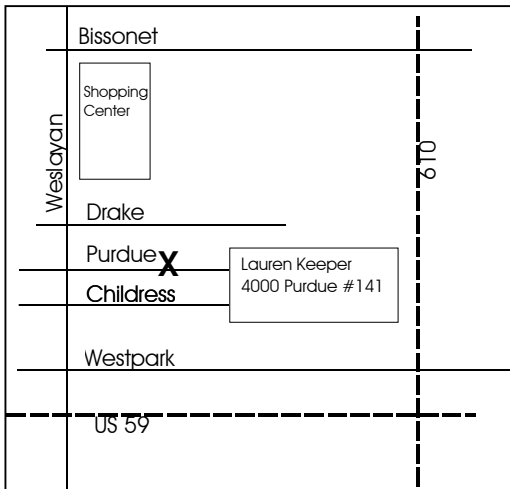 Bissonet
Shopping
Center
Weslayan
610
Drake
Purdue
X
Lauren Keeper
4000 Purdue #141
Childress
Westpark
US 59